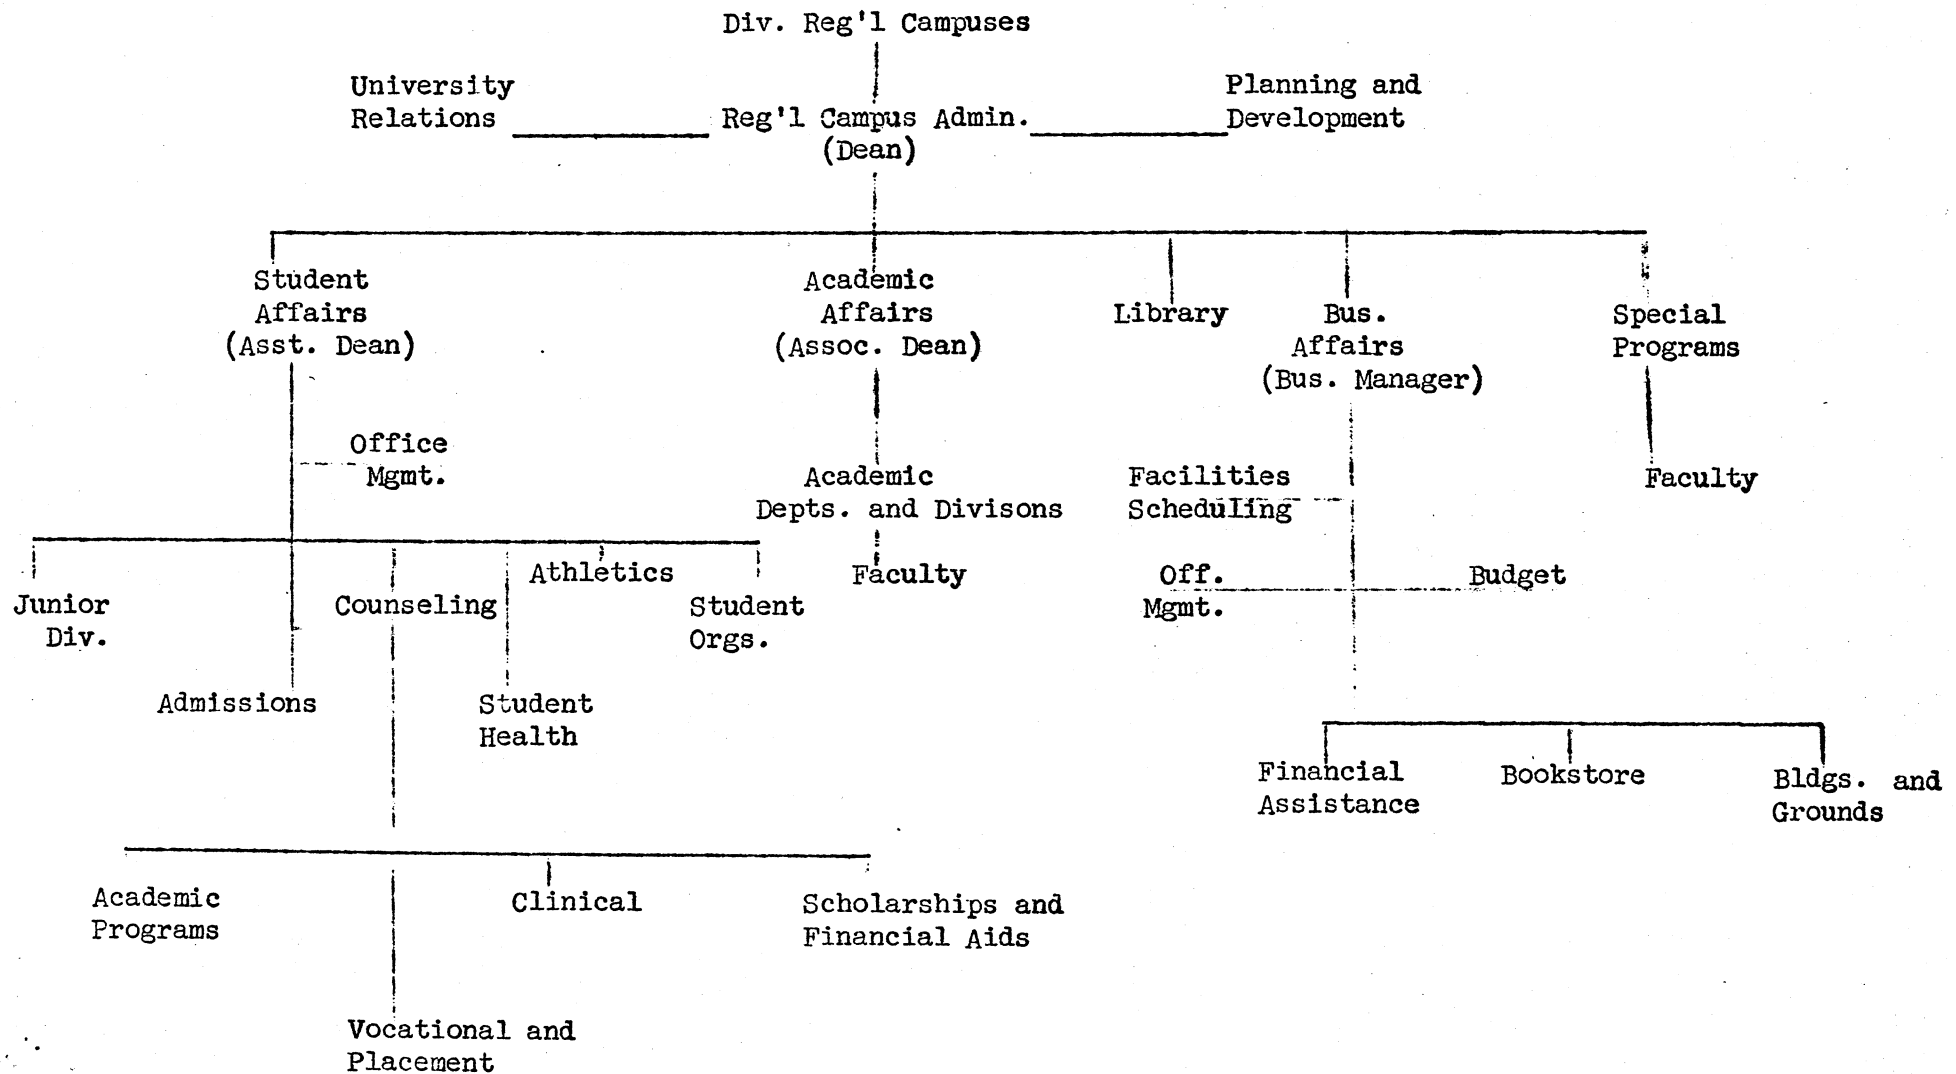 Div. Reg'l Campuses
University
Relations
Reg'l Campus Admin.
(Dean)
Planning and
Development
Student
Affairs
(Asst. Dean)
Academic
Affairs
(Assoc. Dean)
Library
Bus.
Affairs
(Bus. Manager)
Special
Programs
Office
Mgmt.
Academic
Depts. and Divisons
Faculty
Facilities
Scheduling
Faculty
Off.
Mgmt.
Budget
Junior
Div.
Admissions
Counseling
Student
Health
Athletics
Student
Orgs.
Financial
Assistance
Bookstore
Bldgs. and
Grounds
Academic
Programs
Clinical
Scholarships and
Financial Aids
Vocational and
Placement